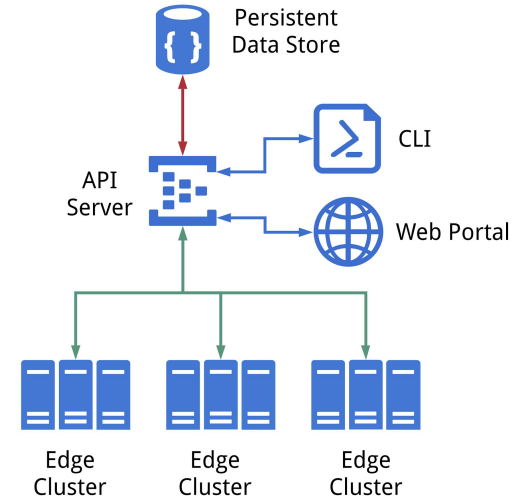 Persistent
Data Store
{ }
CLI
API
Server
Web Portal
Edge
Cluster
Edge
Cluster
Edge
Cluster